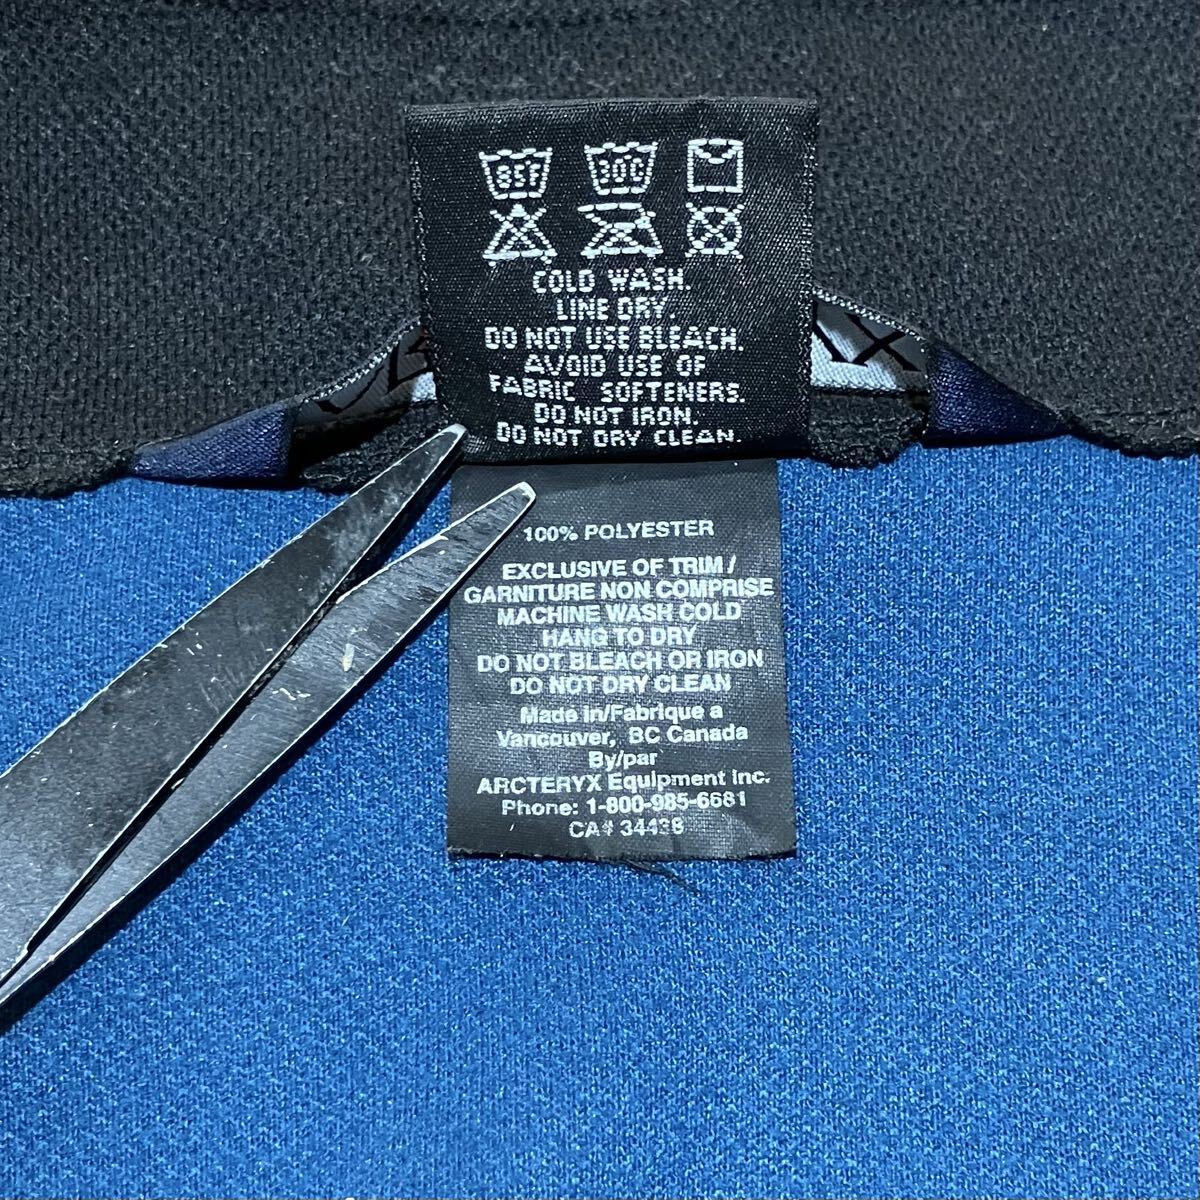 85F 30C
COLD WASH.
LINE DRY.
DO NOT USE BLEACH.
AVOID USE OF
FABRIC SOFTENERS.
DO NOT IRON.
DO NOT DRY CLEAN.
100% POLYESTER
EXCLUSIVE OF TRIM /
GARNITURE NON COMPRISE
MACHINE WASH COLD
HANG TO DRY
DO NOT BLEACH OR IRON
DO NOT DRY CLEAN
Made in/Fabrique a
Vancouver, BC Canada
By/par
ARCTERYX Equipment Inc.
Phone: 1-800-985-6681
CA# 34438